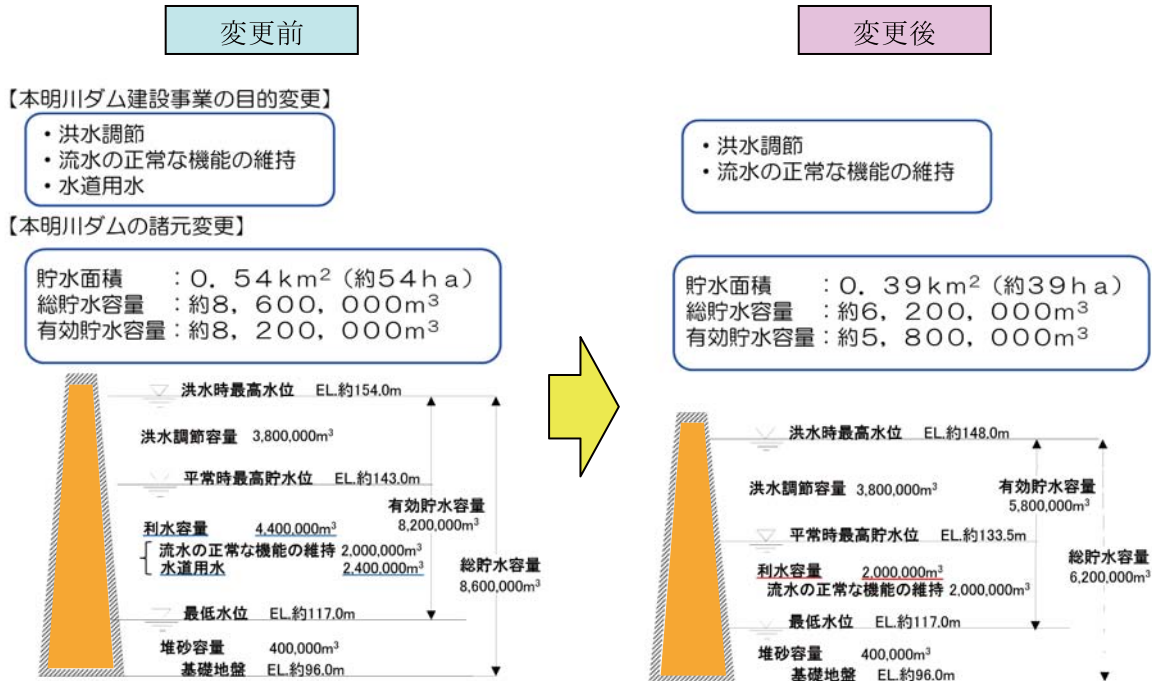 変更前
【本明川ダム建設事業の目的変更】
・洪水調節
・流水の正常な機能の維持
・水道用水
【本明川ダムの諸元変更】
貯水面積 :0.54km²(約54ha)
総貯水容量 :約8,600,000m³
有効貯水容量:約8,200,000m³
洪水時最高水位 EL.約154.0m
洪水調節容量 3,800,000m³
平常時最高貯水位 EL.約143.0m
有効貯水容量
8,200,000m³
利水容量 4,400,000m³
流水の正常な機能の維持 2,000,000m³
水道用水 2,400,000m³
総貯水容量
8,600,000m³
最低水位 EL.約117.0m
堆砂容量 400,000m³
基礎地盤 EL.約96.0m
変更後
・洪水調節
・流水の正常な機能の維持
貯水面積 :0.39km²(約39ha)
総貯水容量 :約6,200,000m³
有効貯水容量:約5,800,000m³
洪水時最高水位 EL.約148.0m
洪水調節容量 3,800,000m³
有効貯水容量
5,800,000m³
平常時最高貯水位 EL.約133.5m
総貯水容量
6,200,000m³
利水容量 2,000,000m³
流水の正常な機能の維持 2,000,000m³
最低水位 EL.約117.0m
堆砂容量 400,000m³
基礎地盤 EL.約96.0m